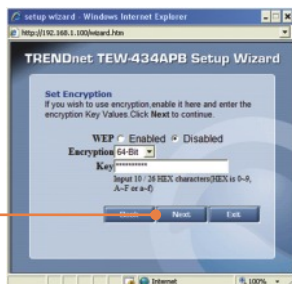 setup wizard - Windows Internet Explorer
http://192.168.1.100/wizard.htm
TRENDnet TEW-434APB Setup Wizard
Set Encryption
If you wish to use encryption,enable it here and enter the
encryption Key Values.Click Next to continue.
WEP Enabled Disabled
Encryption 64-Bit
Key **********
Input 10 / 26 HEX characters(HEX is 0~9,
A~F or a~f)
Back Next Exit
Internet 100%